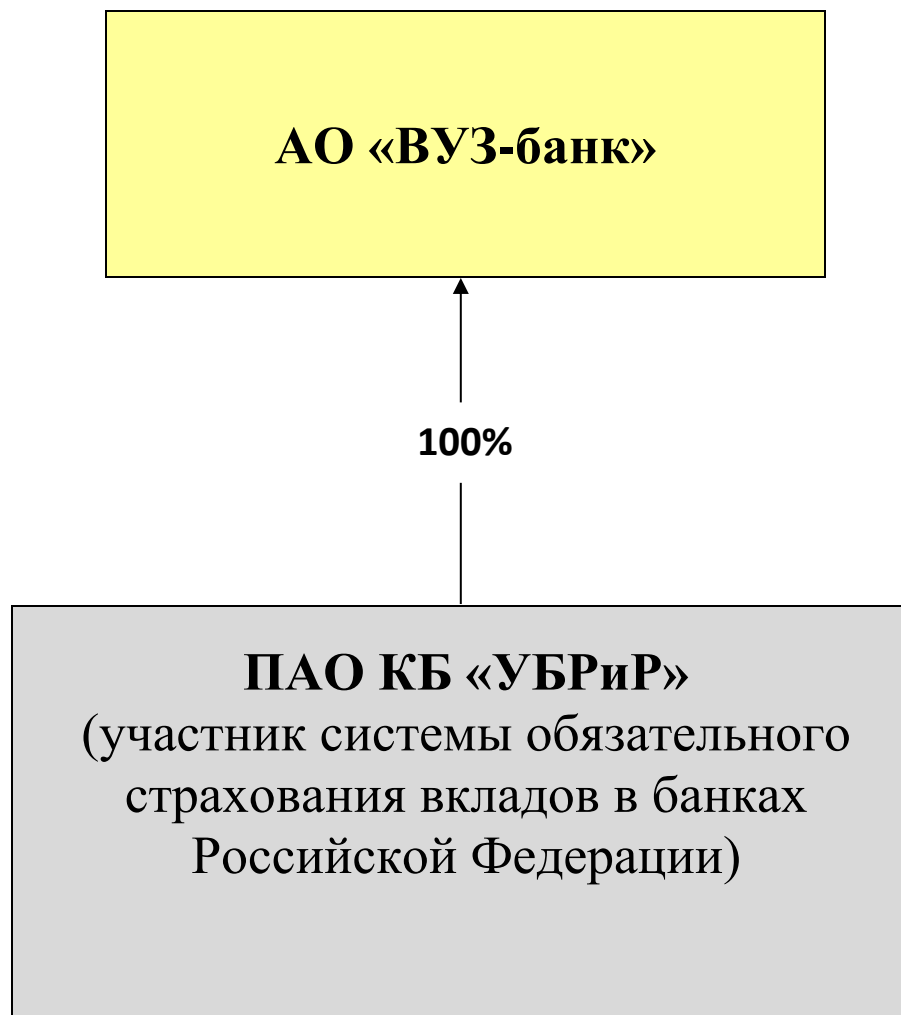 АО «ВУЗ-банк»
100%
ПАО КБ «УБРиР»
(участник системы обязательного
страхования вкладов в банках
Российской Федерации)